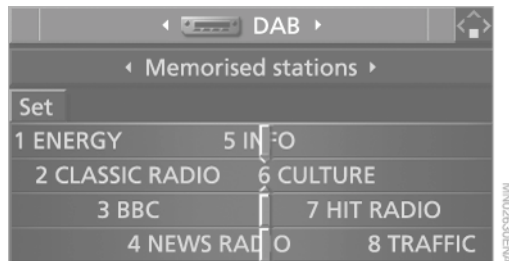 DAB
Memorised stations
Set
1 ENERGY 5 INFO
2 CLASSIC RADIO 6 CULTURE
3 BBC 7 HIT RADIO
4 NEWS RADIO 8 TRAFFIC